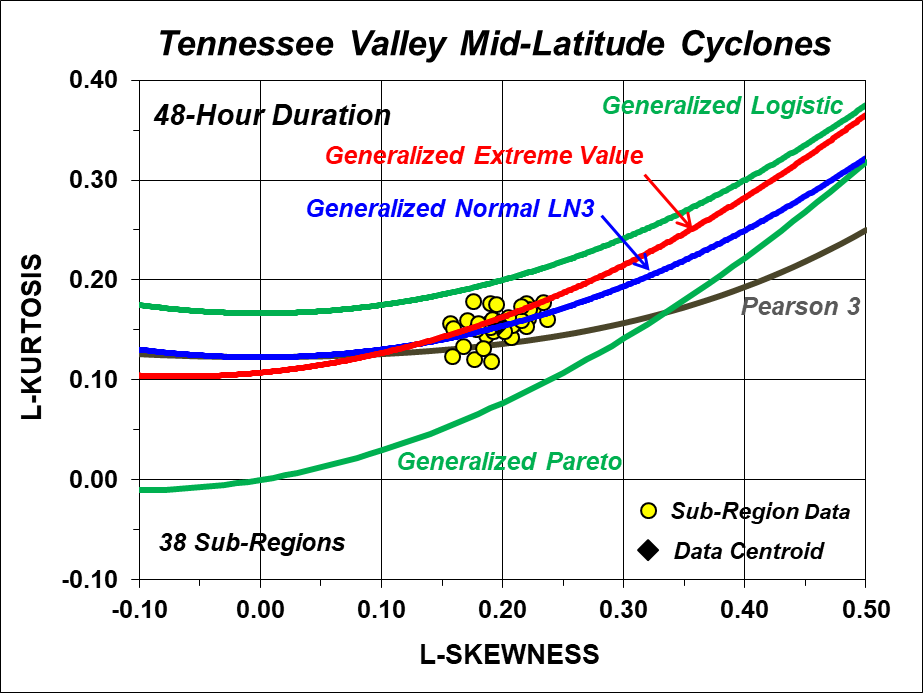 Tennessee Valley Mid-Latitude Cyclones
0.40
48-Hour Duration
Generalized Logistic
Generalized Extreme Value
0.30
Generalized Normal LN3
0.20
Pearson 3
L-KURTOSIS
0.10
Generalized Pareto
0.00
Sub-Region Data
38 Sub-Regions
Data Centroid
-0.10
-0.10 0.00 0.10 0.20 0.30 0.40 0.50
L-SKEWNESS